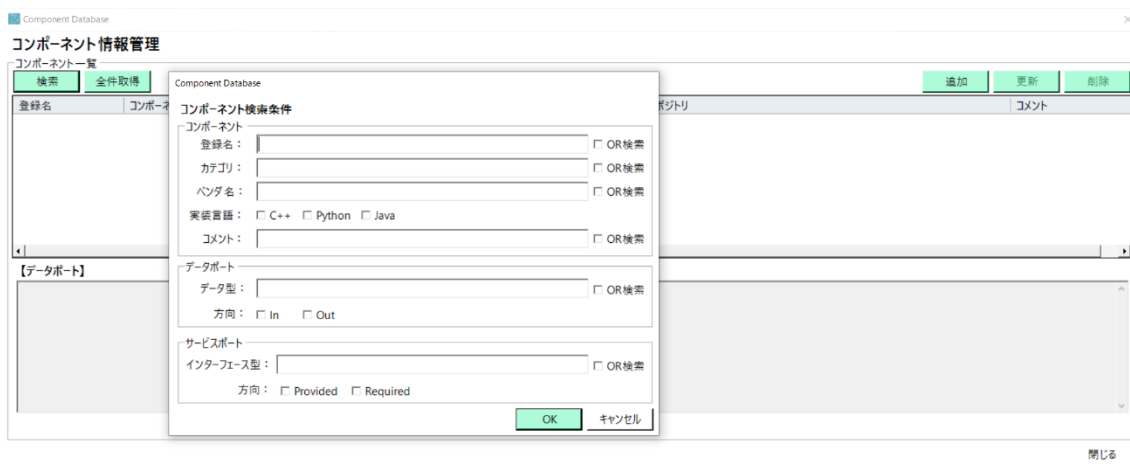 Component Database
コンポーネント情報管理
コンポーネント一覧
検索 全件取得 追加 更新 削除
登録名 コンポーネ ポジトリ コメント
Component Database
コンポーネント検索条件
コンポーネント
登録名： OR検索
カテゴリ： OR検索
ベンダ名： OR検索
実装言語： C++ Python Java
コメント： OR検索
データポート
データ型： OR検索
方向： In Out
サービスポート
インターフェース型： OR検索
方向： Provided Required
OK キャンセル
【データポート】
閉じる